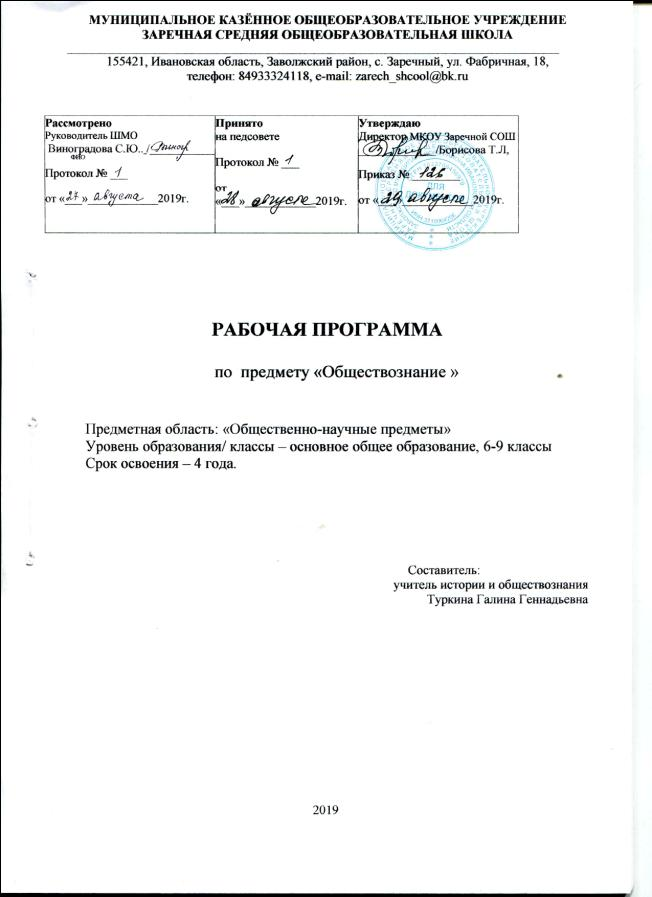 МУНИЦИПАЛЬНОЕ КАЗЁННОЕ ОБЩЕОБРАЗОВАТЕЛЬНОЕ УЧРЕЖДЕНИЕ
ЗАРЕЧНАЯ СРЕДНЯЯ ОБЩЕОБРАЗОВАТЕЛЬНАЯ ШКОЛА
155421, Ивановская область, Заволжский район, с. Заречный, ул. Фабричная, 18,
телефон: 84933324118, e-mail: zarech_shcool@bk.ru
Рассмотрено
Руководитель ШМО
Виноградова С.Ю../
ФИО
Протокол № 1
от «27» августа 2019г.
Принято
на педсовете
Протокол № 1
от
«28» августа 2019г.
Утверждаю
Директор МКОУ Заречной СОШ
/Борисова Т.Л,
Приказ № 126
от «29» августа 2019г.
РАБОЧАЯ ПРОГРАММА
по предмету «Обществознание »
Предметная область: «Общественно-научные предметы»
Уровень образования/ классы – основное общее образование, 6-9 классы
Срок освоения – 4 года.
Составитель:
учитель истории и обществознания
Туркина Галина Геннадьевна
2019